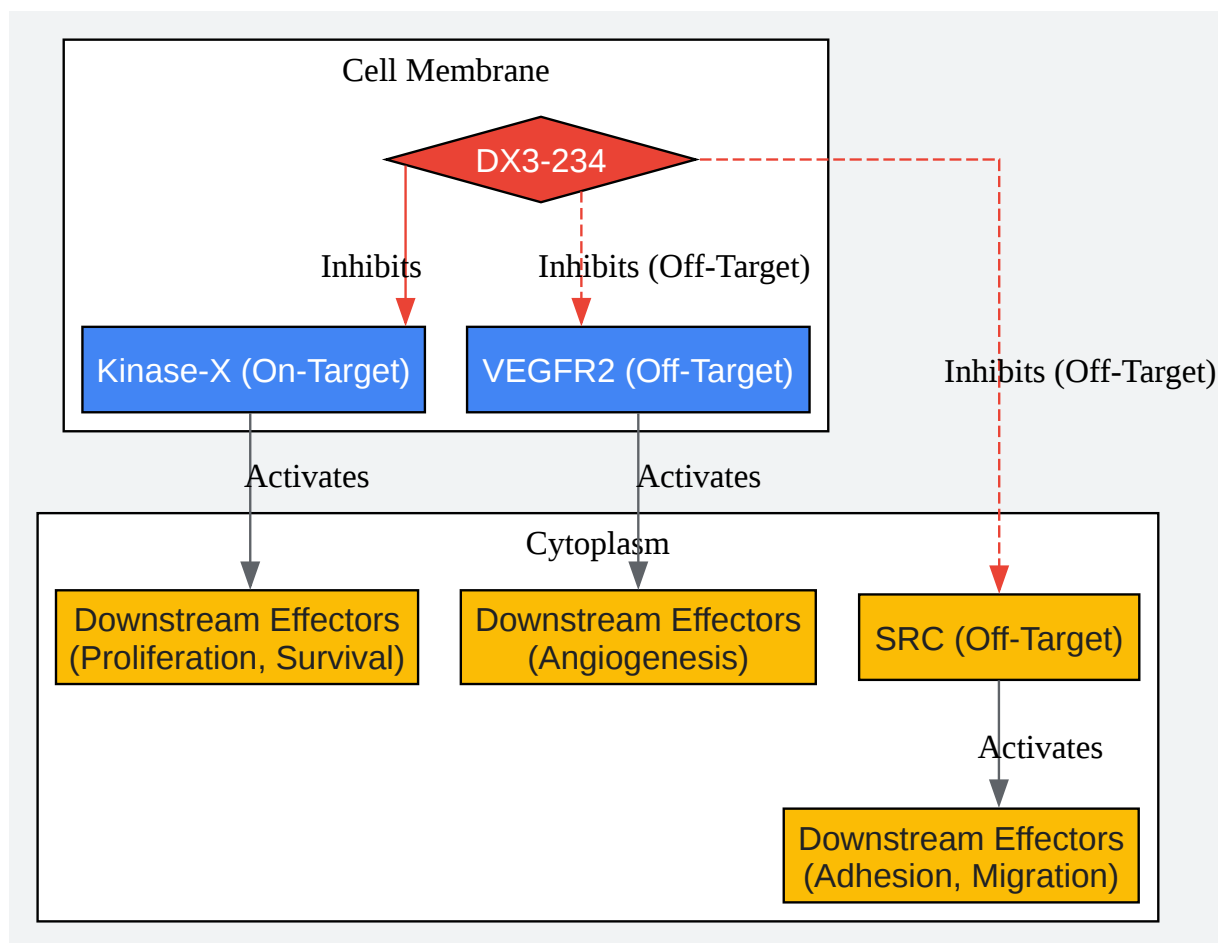 Cell Membrane
DX3-234
Inhibits
Inhibits (Off-Target)
Kinase-X (On-Target)
VEGFR2 (Off-Target)
Inhibits (Off-Target)
Activates
Activates
Cytoplasm
Downstream Effectors
(Proliferation, Survival)
Downstream Effectors
(Angiogenesis)
SRC (Off-Target)
Activates
Downstream Effectors
(Adhesion, Migration)